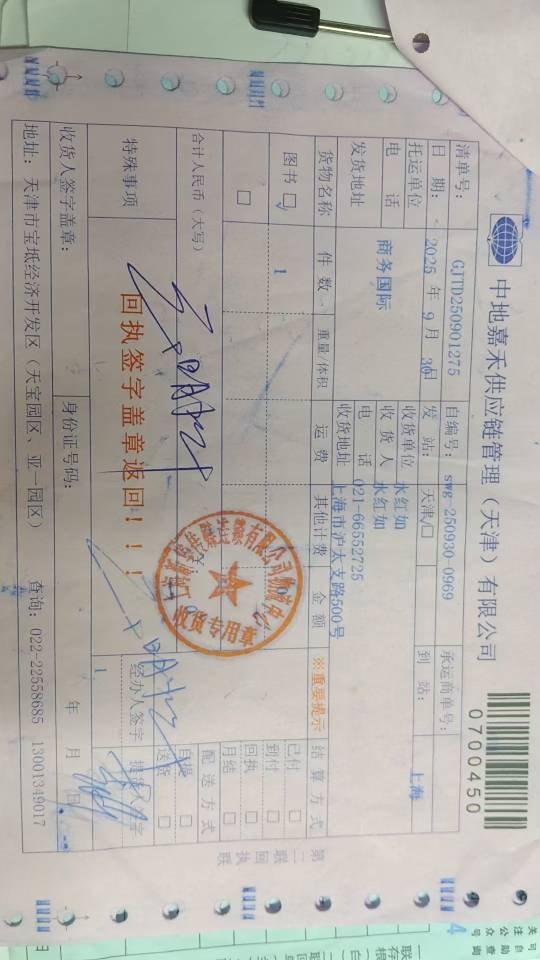 中地嘉禾供应链管理（天津）有限公司
0700450
清单号： GJTD250901275 自编号： swg-250930-0969 承运商单号：
日 期： 2025 年 9 月 30日 发 站： 天津 到 站： 上海
托运单位 商务国际 收货单位 水红如
电 话 收 货 人 水红如
发货地址 电 话 021-66552725
收货地址 上海市沪太支路500号
货物名称 件 数 重量/体积 运 费 其他计费 金 额 ※重要提示 结 算 方 式
图书 1
已付
到付
回执
月结
合计人民币（大写）
配 送 方 式
自提
送货
特殊事项 回执签字盖章返回！！！
经办人签字
1
收货专用章
收货人签字盖章： 身份证号码： 年 月 日
地址： 天津市宝坻经济开发区（天宝园区、亚一园区） 查询： 022-22558685 13001349017
第二联 回执联
4